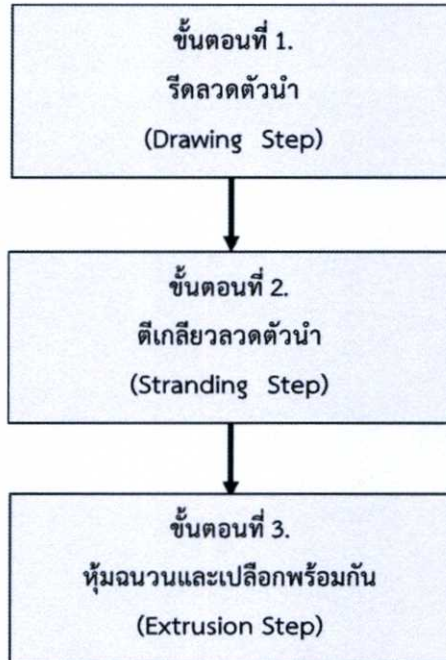 ขั้นตอนที่ 1.
รีดลวดตัวนำ
(Drawing Step)
ขั้นตอนที่ 2.
ตีเกลียวลวดตัวนำ
(Stranding Step)
ขั้นตอนที่ 3.
หุ้มฉนวนและเปลือกพร้อมกัน
(Extrusion Step)